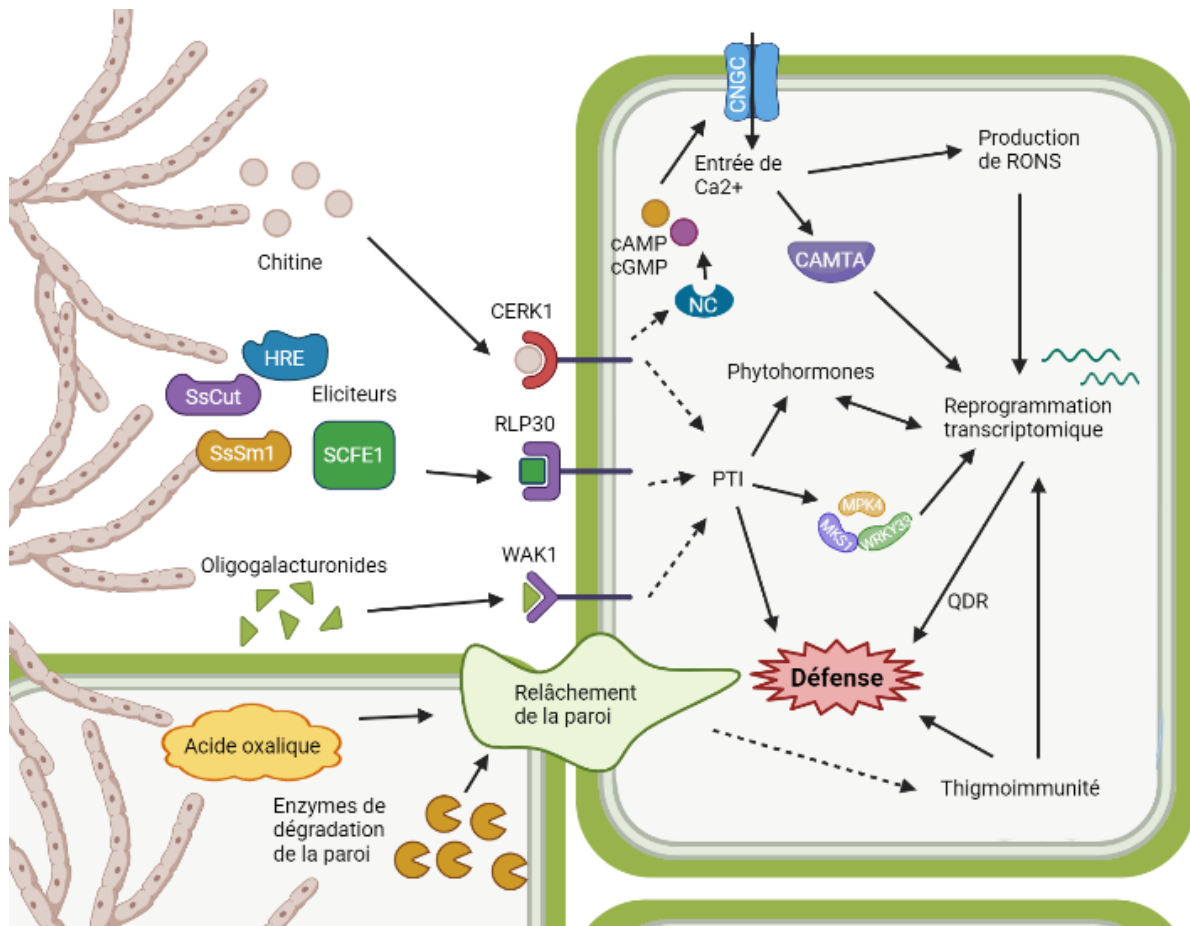 CNGC
Entrée de
Ca2+
Production
de RONS
cAMP
cGMP
CAMTA
NC
Chitine
CERK1
HRE
SsCut
Eliciteurs
SsSm1
SCFE1
RLP30
Phytohormones
Reprogrammation
transcriptomique
PTI
MPK4
MKS1
WRKY33
Oligogalacturonides
WAK1
QDR
Défense
Relâchement
de la paroi
Acide oxalique
Enzymes de
dégradation
de la paroi
Thigmoimmunité